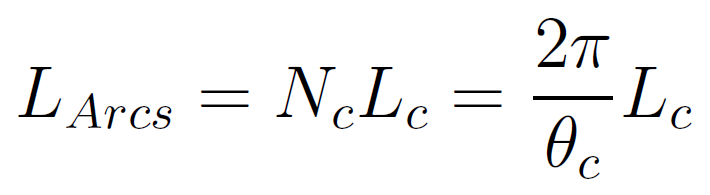 L_{Arcs} = N_c L_c = \frac{2\pi}{\theta_c} L_c